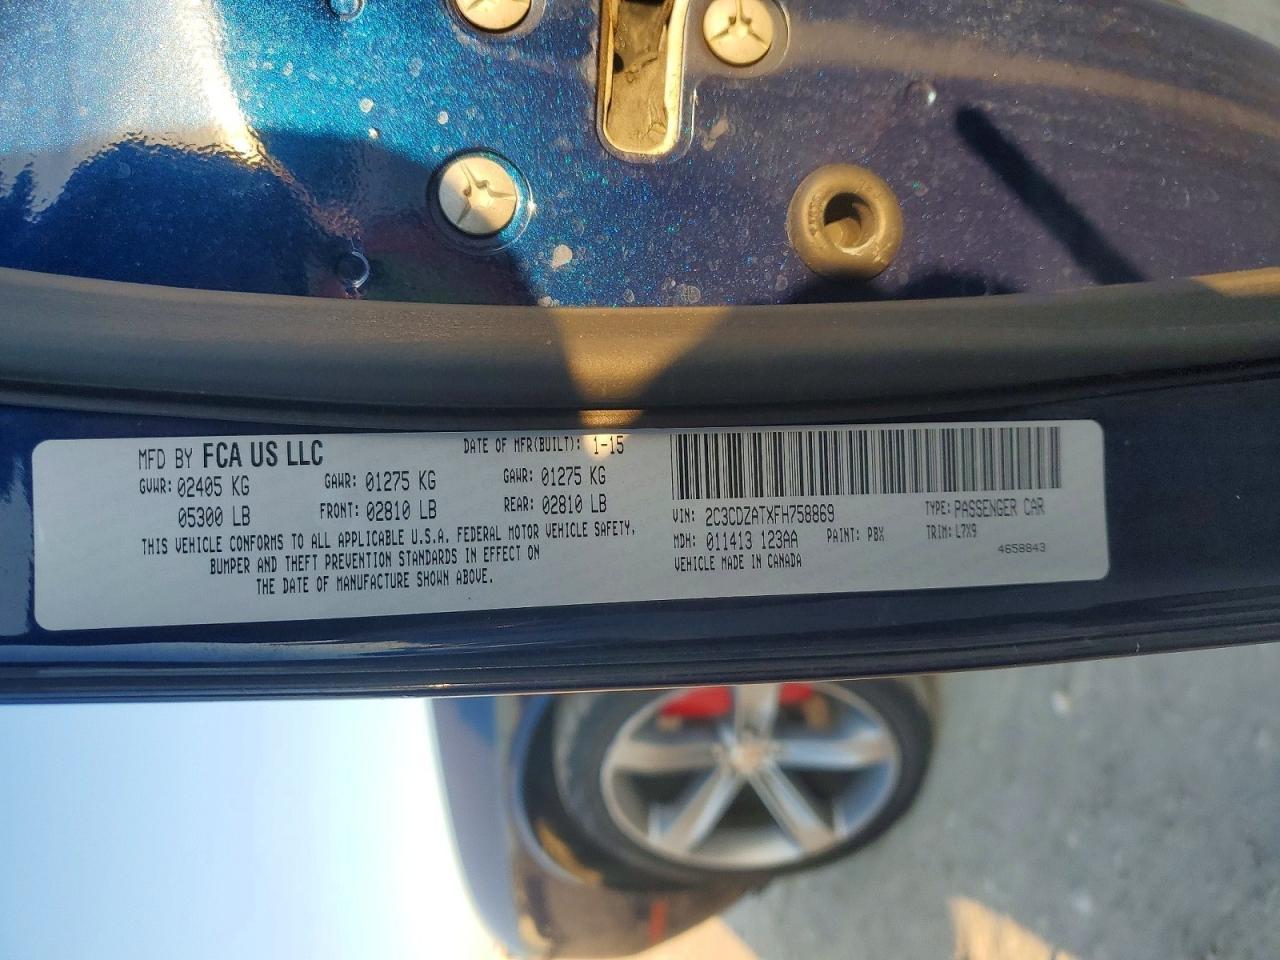 MFD BY FCA US LLC DATE OF MFR(BUILT): 1-15
GVWR: 02405 KG GAWR: 01275 KG GAWR: 01275 KG
05300 LB FRONT: 02810 LB REAR: 02810 LB
THIS VEHICLE CONFORMS TO ALL APPLICABLE U.S.A. FEDERAL MOTOR VEHICLE SAFETY,
BUMPER AND THEFT PREVENTION STANDARDS IN EFFECT ON
THE DATE OF MANUFACTURE SHOWN ABOVE.
VIN: 2C3CDZATXFH758869 TYPE: PASSENGER CAR
MDH: 011413 123AA PAINT: PBX TRIM: L7X9
VEHICLE MADE IN CANADA 4658843